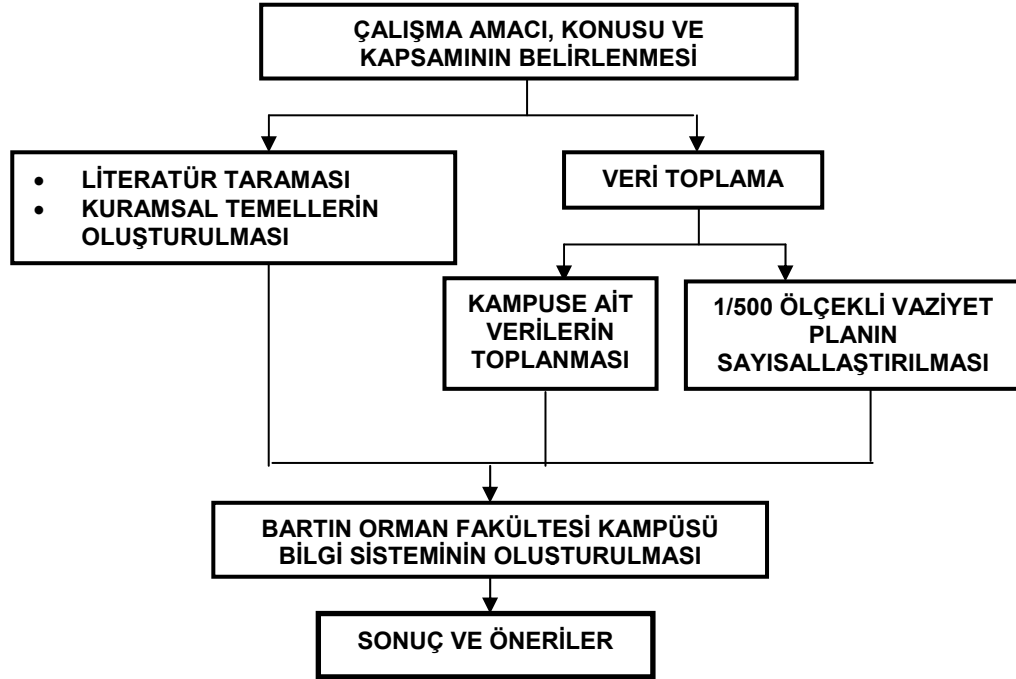 ÇALIŞMA AMACI, KONUSU VE
KAPSAMININ BELİRLENMESİ
• LİTERATÜR TARAMASI
• KURAMSAL TEMELLERİN
OLUŞTURULMASI
VERİ TOPLAMA
KAMPUSE AİT
VERİLERİN
TOPLANMASI
1/500 ÖLÇEKLİ VAZİYET
PLANIN
SAYISALLAŞTIRILMASI
BARTIN ORMAN FAKÜLTESİ KAMPÜSÜ
BİLGİ SİSTEMİNİN OLUŞTURULMASI
SONUÇ VE ÖNERİLER